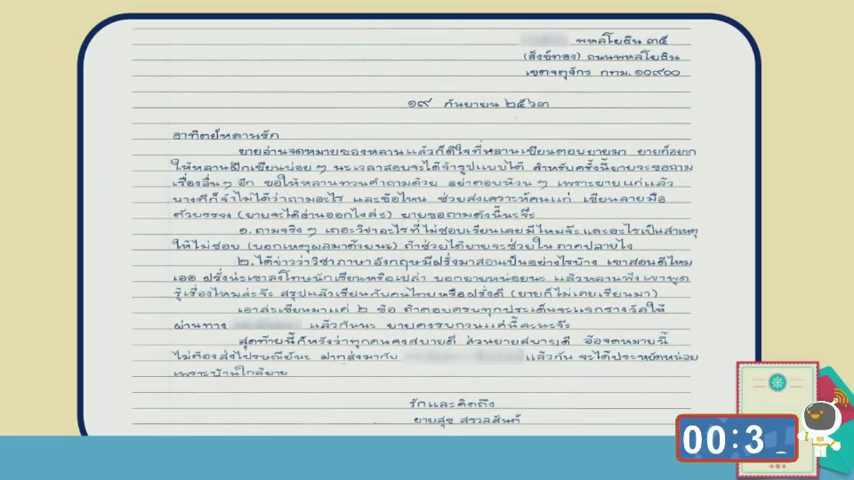 พหลโยธิน ๓๕
(สังข์ทอง) ถนนพหลโยธิน
เขตจตุจักร กทม. ๑๐๙๐๐
๑๙ กันยายน ๒๕๖๓
อาทิตย์หลานรัก
ยายอ่านจดหมายของหลานแล้วก็ดีใจที่หลานเขียนตอบยายมา ยายก็อยาก
ให้หลานฝึกเขียนบ่อย ๆ นะเวลาสอบจะได้จำรูปแบบได้ สำหรับครั้งนี้ยายจะขอถาม
เรื่องอื่น ๆ อีก ขอให้หลานทวนคำถามด้วย อย่าตอบห้วน ๆ เพราะยายแก่แล้ว
บางทีก็จำไม่ได้ว่าถามอะไร และข้อไหน ช่วยสงเคราะห์คนแก่ เขียนลายมือ
ตัวบรรจง (ยายจะได้อ่านออกไงล่ะ) ยายขอถามดังนี้นะจ๊ะ
๑. ถามจริง ๆ เถอะวิชาอะไรที่ไม่ชอบเรียนเลยมีไหมจ๊ะ และอะไรเป็นสาเหตุ
ให้ไม่ชอบ (บอกเหตุผลมาด้วยนะ) ถ้าช่วยได้ยายจะช่วยใน ภาคปลายไง
๒. ได้ข่าวว่าวิชาภาษาอังกฤษมีฝรั่งมาสอนเป็นอย่างไรบ้าง เขาสอนดีไหม
เออ ฝรั่งน่ะเขาลงโทษนักเรียนหรือเปล่า บอกยายหน่อยนะ แล้วหลานฟังเขาพูด
รู้เรื่องไหมล่ะจ๊ะ สรุปแล้วเรียนกับคนไทยหรือฝรั่งดี (ยายก็ไม่เคยเรียนมา)
เอาล่ะเขียนมาแค่ ๒ ข้อ ถ้าตอบครบทุกประเด็นจะแจกรางวัลให้
ผ่านทาง แล้วกันนะ ยายคงรบกวนแค่นี้ละนะจ๊ะ
สุดท้ายนี้ก็หวังว่าทุกคนคงสบายดี ส่วนยายสบายดี อ้อจดหมายนี้
ไม่ต้องส่งไปรษณีย์นะ ฝากส่งมากับ แล้วกัน จะได้ประหยัดหน่อย
เพราะบ้านใกล้ยาย
รักและคิดถึง
ยายสุข สรวลสันต์
00:3